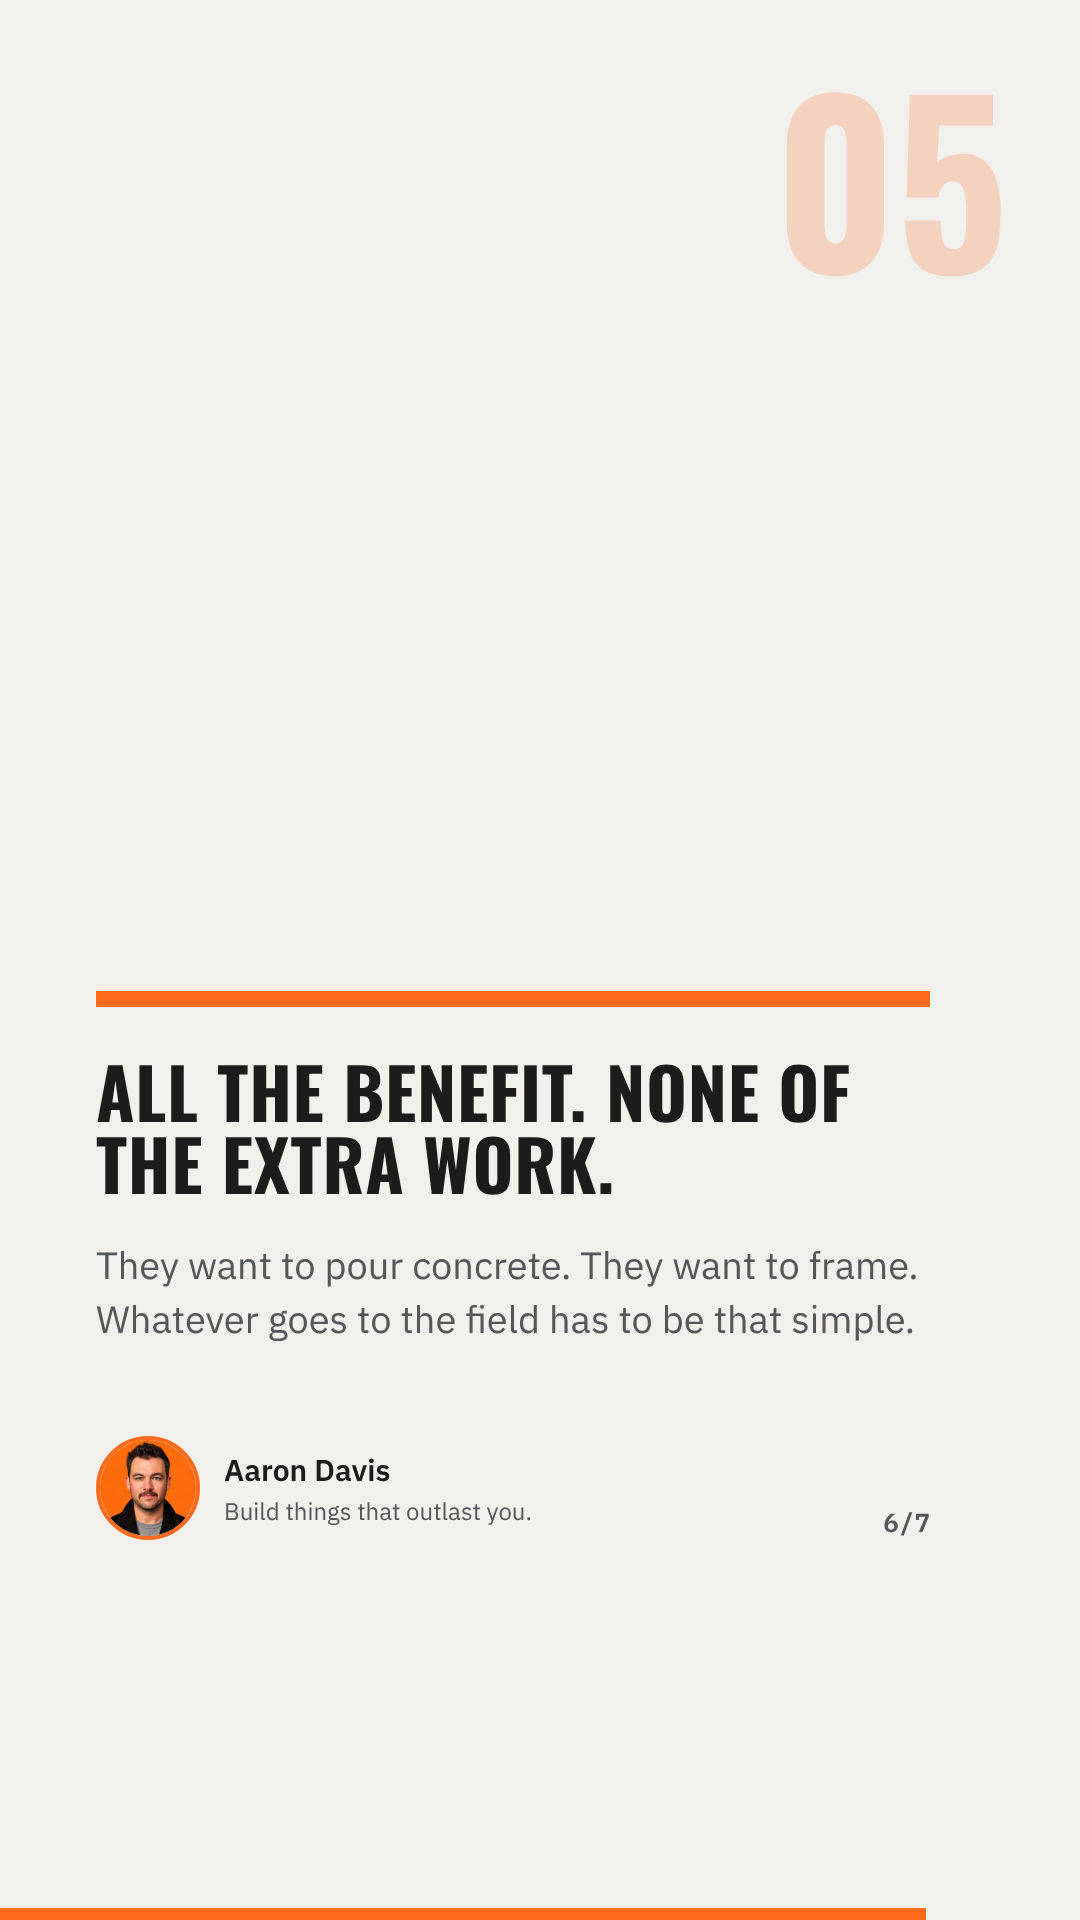 05
ALL THE BENEFIT. NONE OF
THE EXTRA WORK.
They want to pour concrete. They want to frame.
Whatever goes to the field has to be that simple.
Aaron Davis
Build things that outlast you.
6/7